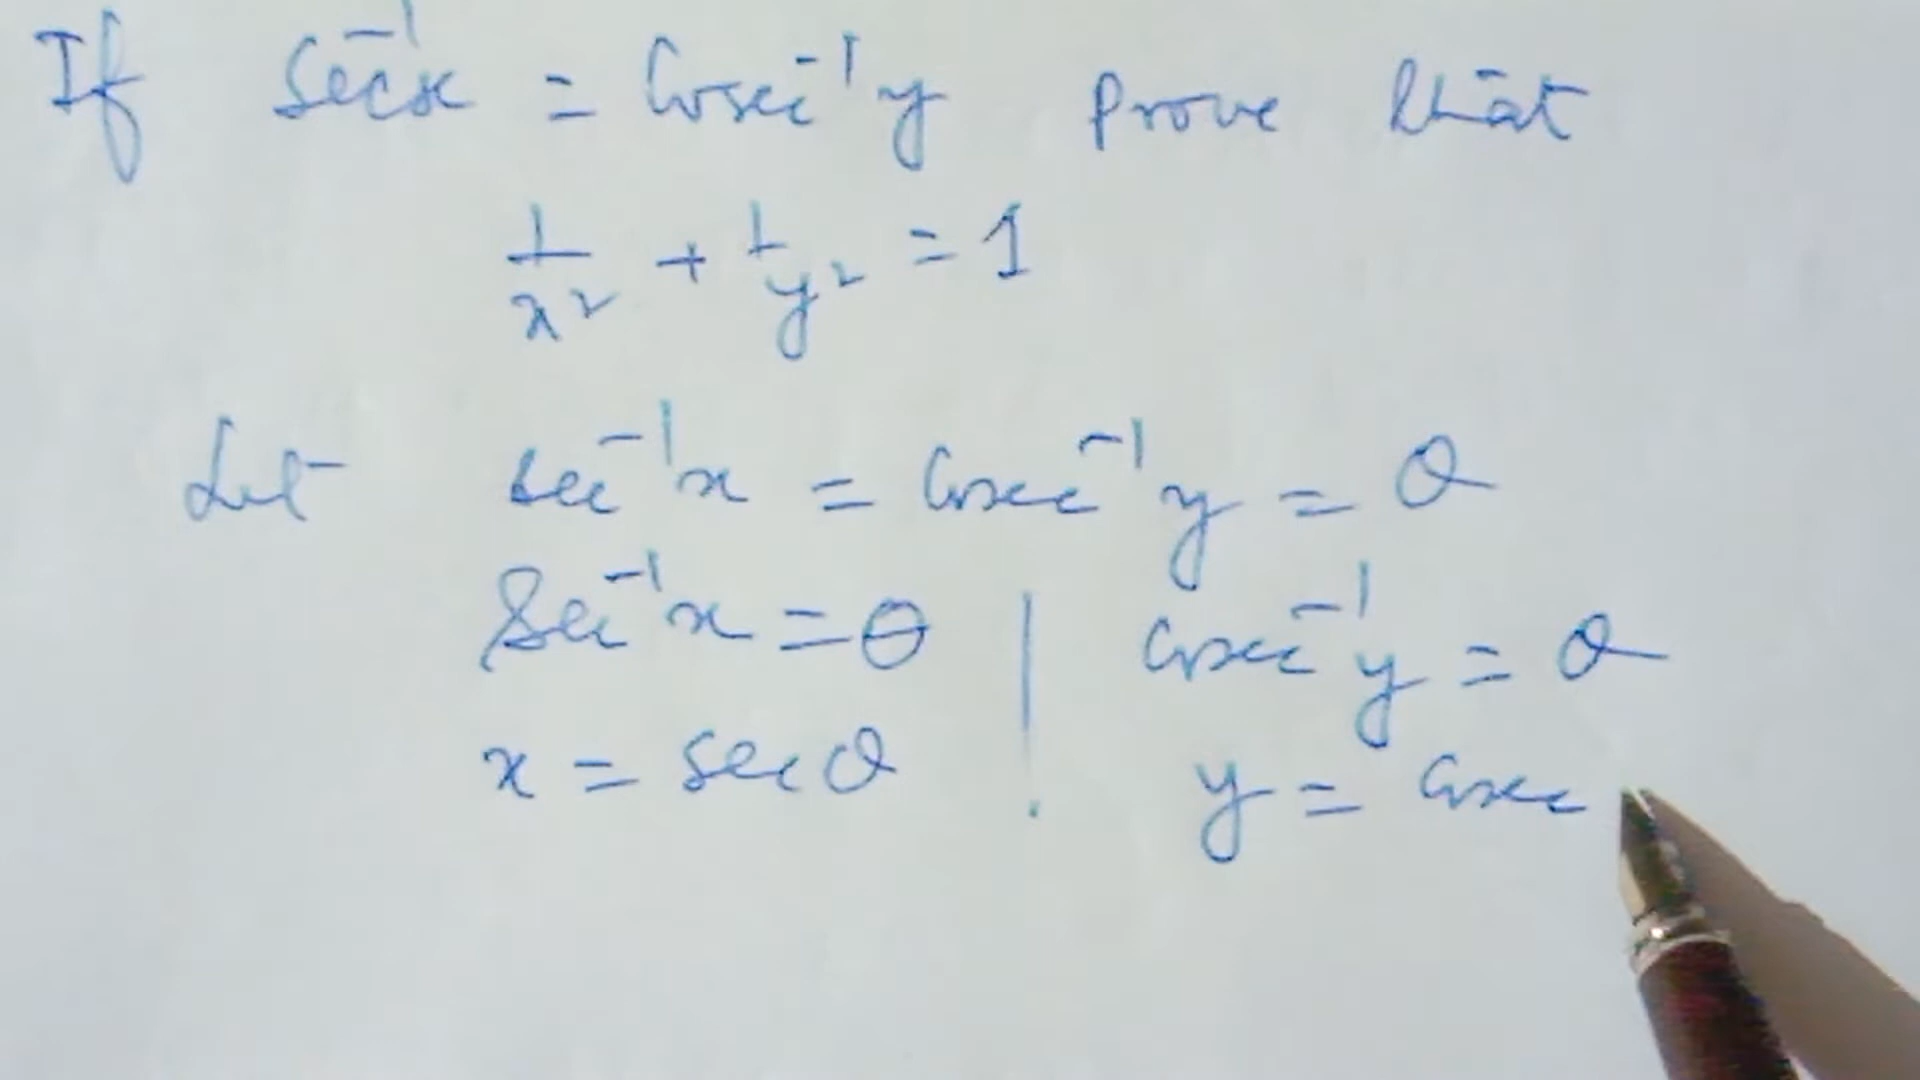 If sec⁻¹x = Cosec⁻¹y prove that
1/x² + 1/y² = 1
Let sec⁻¹x = Cosec⁻¹y = θ
Sec⁻¹x = θ | Cosec⁻¹y = θ
x = secθ y = Cosec